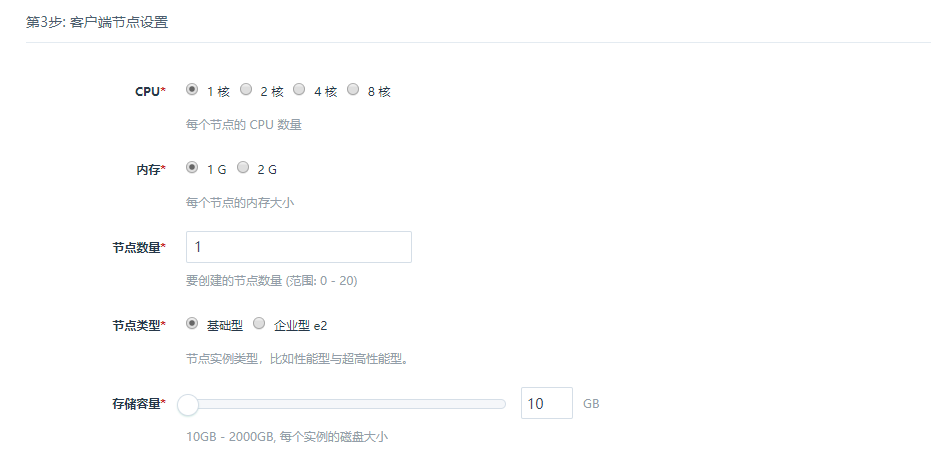 第3步: 客户端节点设置
CPU* 1 核 2 核 4 核 8 核
每个节点的 CPU 数量
内存* 1 G 2 G
每个节点的内存大小
节点数量* 1
要创建的节点数量 (范围: 0 - 20)
节点类型* 基础型 企业型 e2
节点实例类型，比如性能型与超高性能型。
存储容量* 10 GB
10GB - 2000GB, 每个实例的磁盘大小